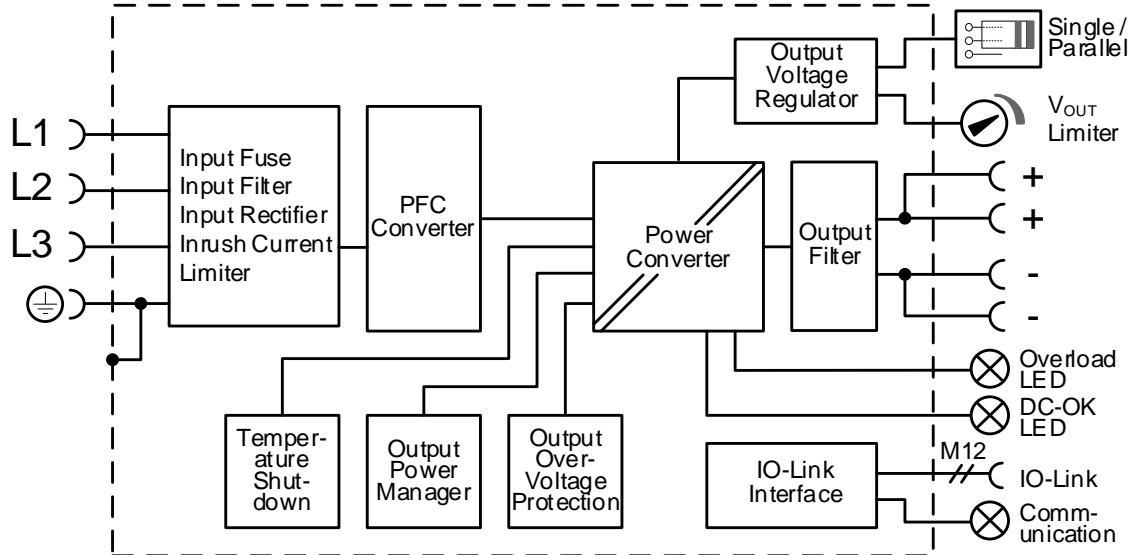 L1
L2
L3
Input Fuse
Input Filter
Input Rectifier
Inrush Current
Limiter
PFC
Converter
Power
Converter
Output
Voltage
Regulator
Output
Filter
Single /
Parallel
VOUT
Limiter
+
+
-
-
Overload
LED
DC-OK
LED
Temper-
ature
Shut-
down
Output
Power
Manager
Output
Over-
Voltage
Protection
IO-Link
Interface
M12
IO-Link
Comm-
unication